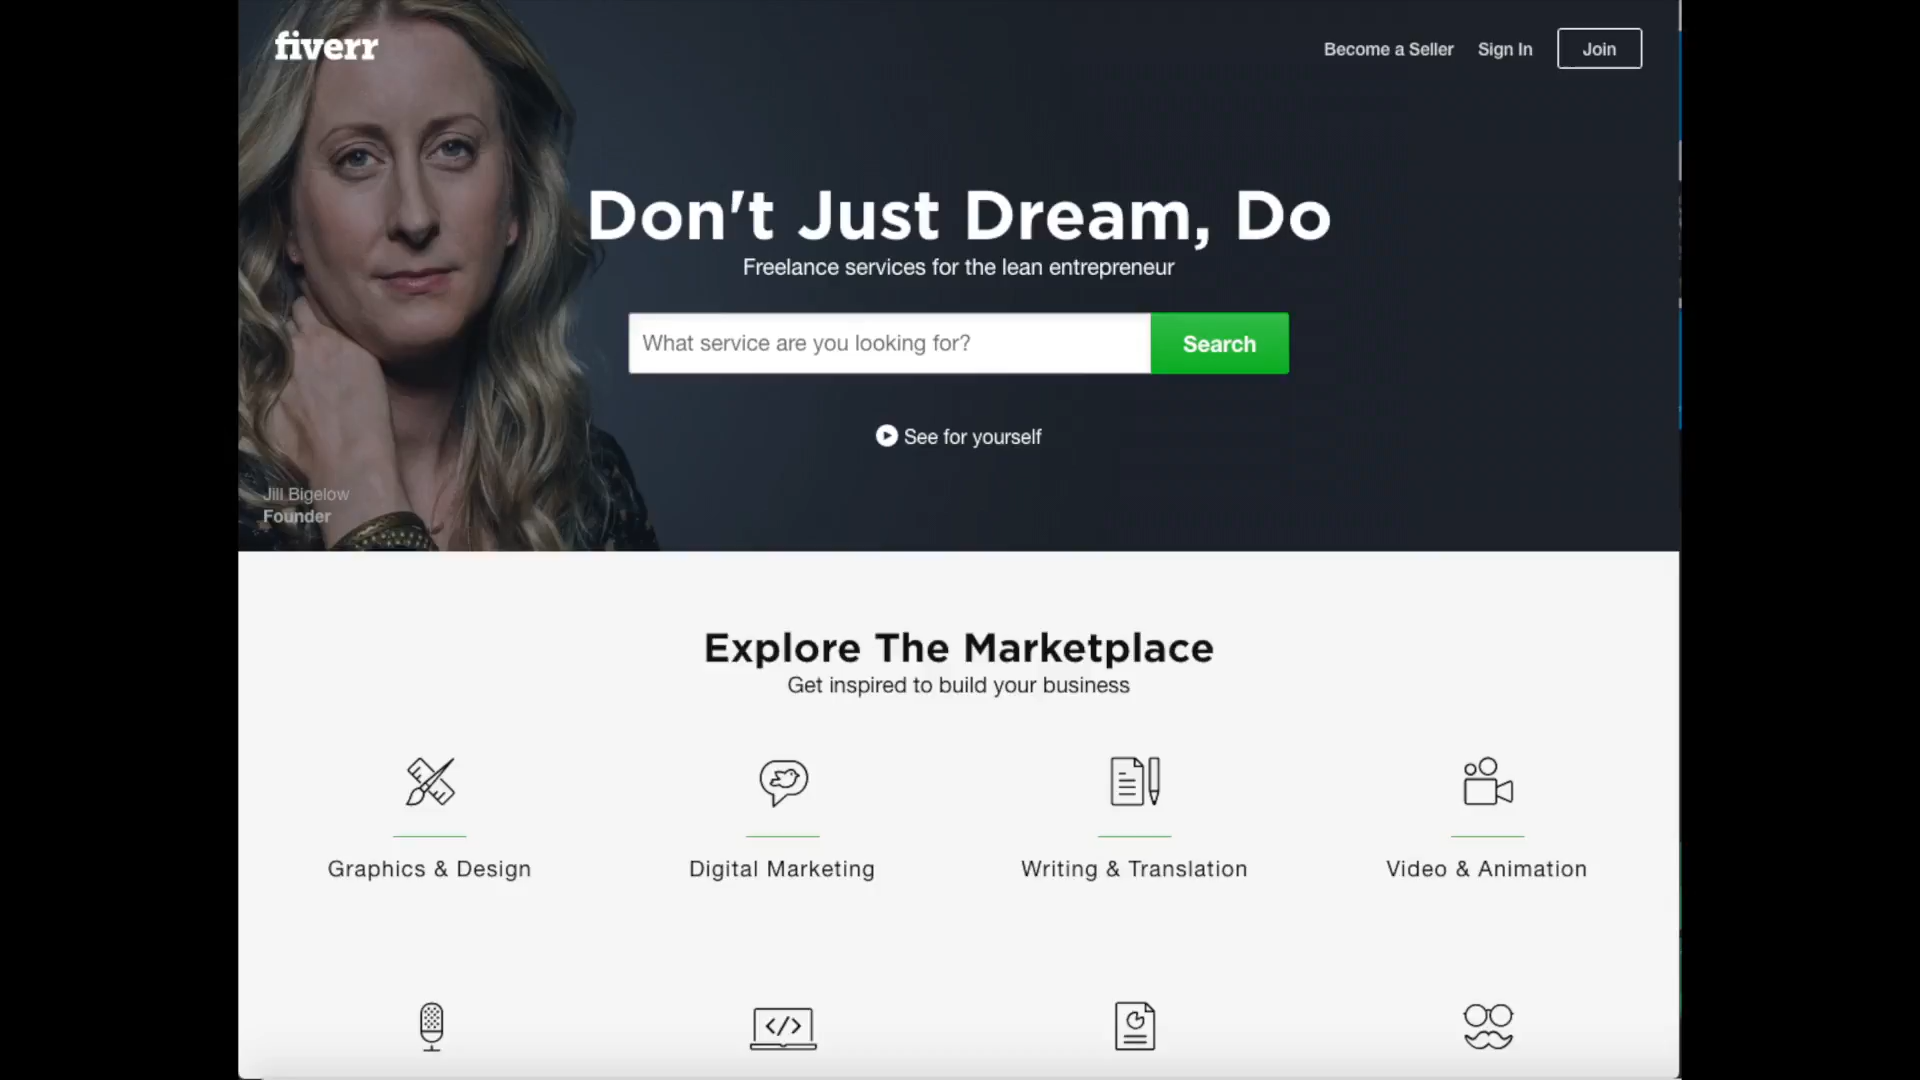 fiverr
Become a Seller
Sign In
Join
Don't Just Dream, Do
Freelance services for the lean entrepreneur
What service are you looking for?
Search
See for yourself
Jill Bigelow
Founder
Explore The Marketplace
Get inspired to build your business
Graphics & Design
Digital Marketing
Writing & Translation
Video & Animation